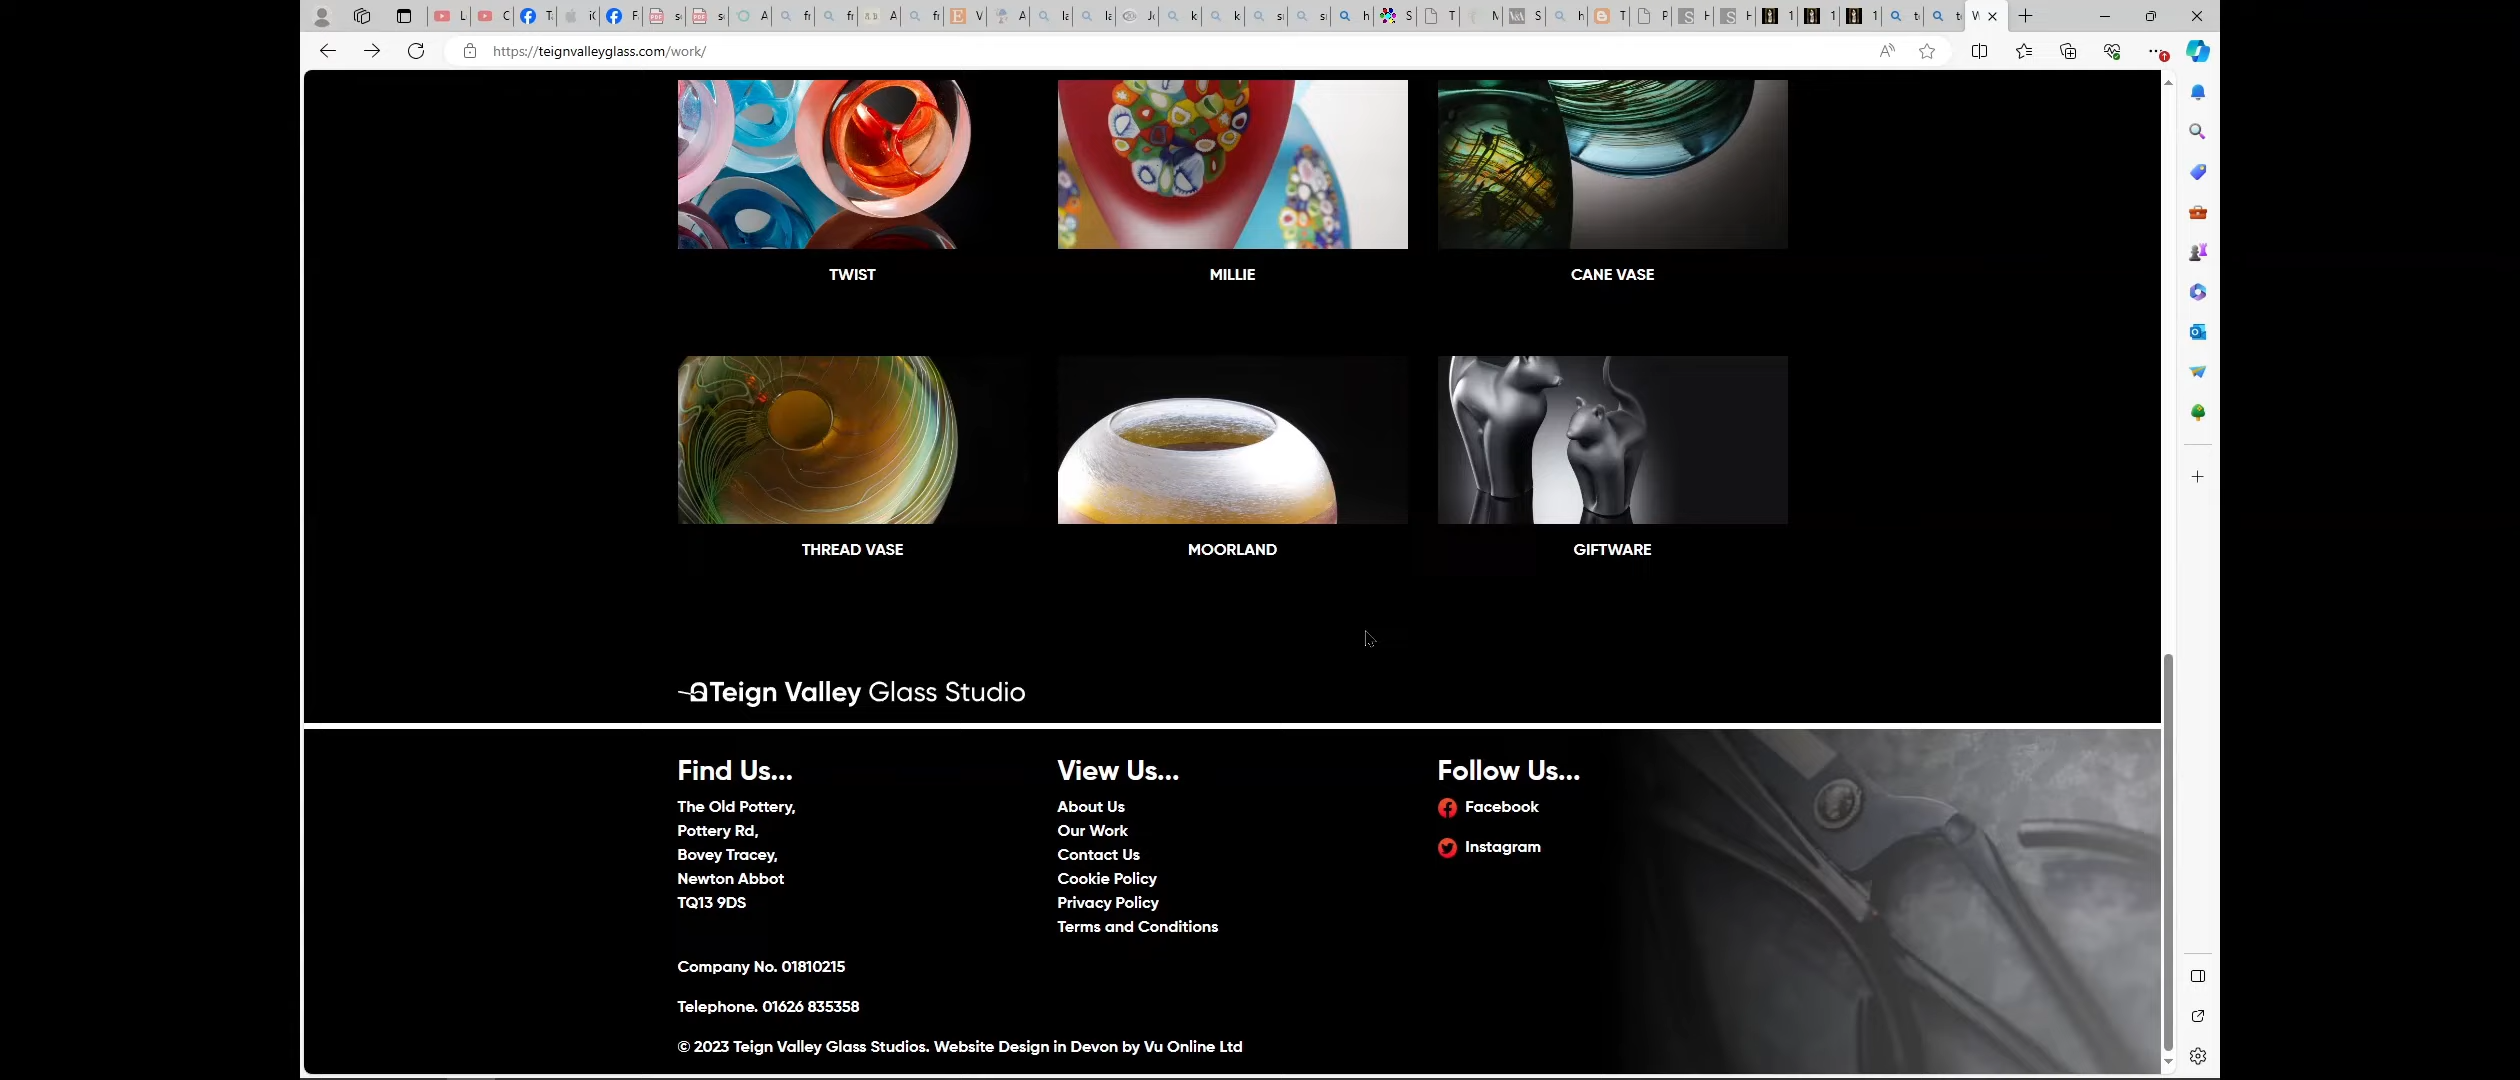 https://teignvalleyglass.com/work/
TWIST
MILLIE
CANE VASE
THREAD VASE
MOORLAND
GIFTWARE
Teign Valley Glass Studio
Find Us...
The Old Pottery,
Pottery Rd,
Bovey Tracey,
Newton Abbot
TQ13 9DS
Company No. 01810215
Telephone. 01626 835358
© 2023 Teign Valley Glass Studios. Website Design in Devon by Vu Online Ltd
View Us...
About Us
Our Work
Contact Us
Cookie Policy
Privacy Policy
Terms and Conditions
Follow Us...
Facebook
Instagram